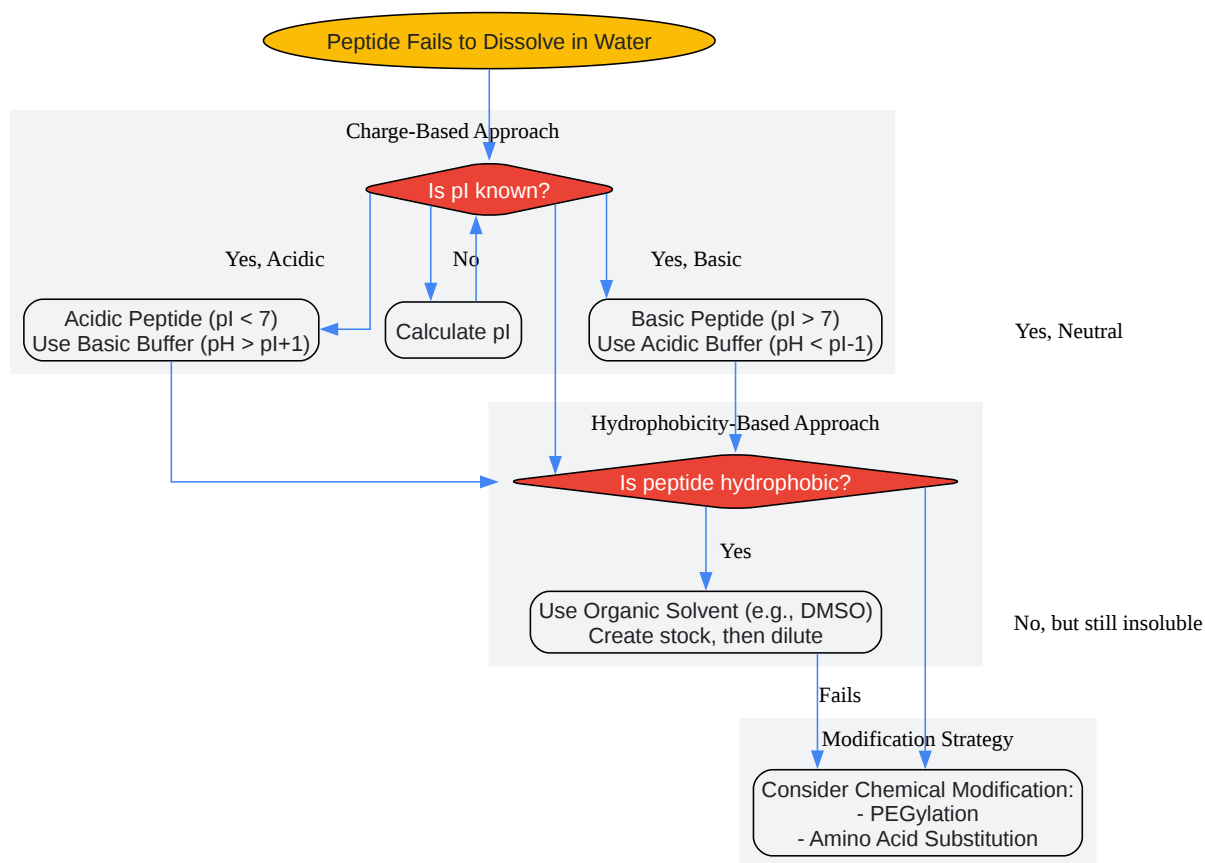 Peptide Fails to Dissolve in Water
Charge-Based Approach
Is pI known?
Yes, Acidic
No
Yes, Basic
Acidic Peptide (pI < 7)
Use Basic Buffer (pH > pI+1)
Calculate pI
Basic Peptide (pI > 7)
Use Acidic Buffer (pH < pI-1)
Yes, Neutral
Hydrophobicity-Based Approach
Is peptide hydrophobic?
Yes
Use Organic Solvent (e.g., DMSO)
Create stock, then dilute
No, but still insoluble
Fails
Modification Strategy
Consider Chemical Modification:
- PEGylation
- Amino Acid Substitution